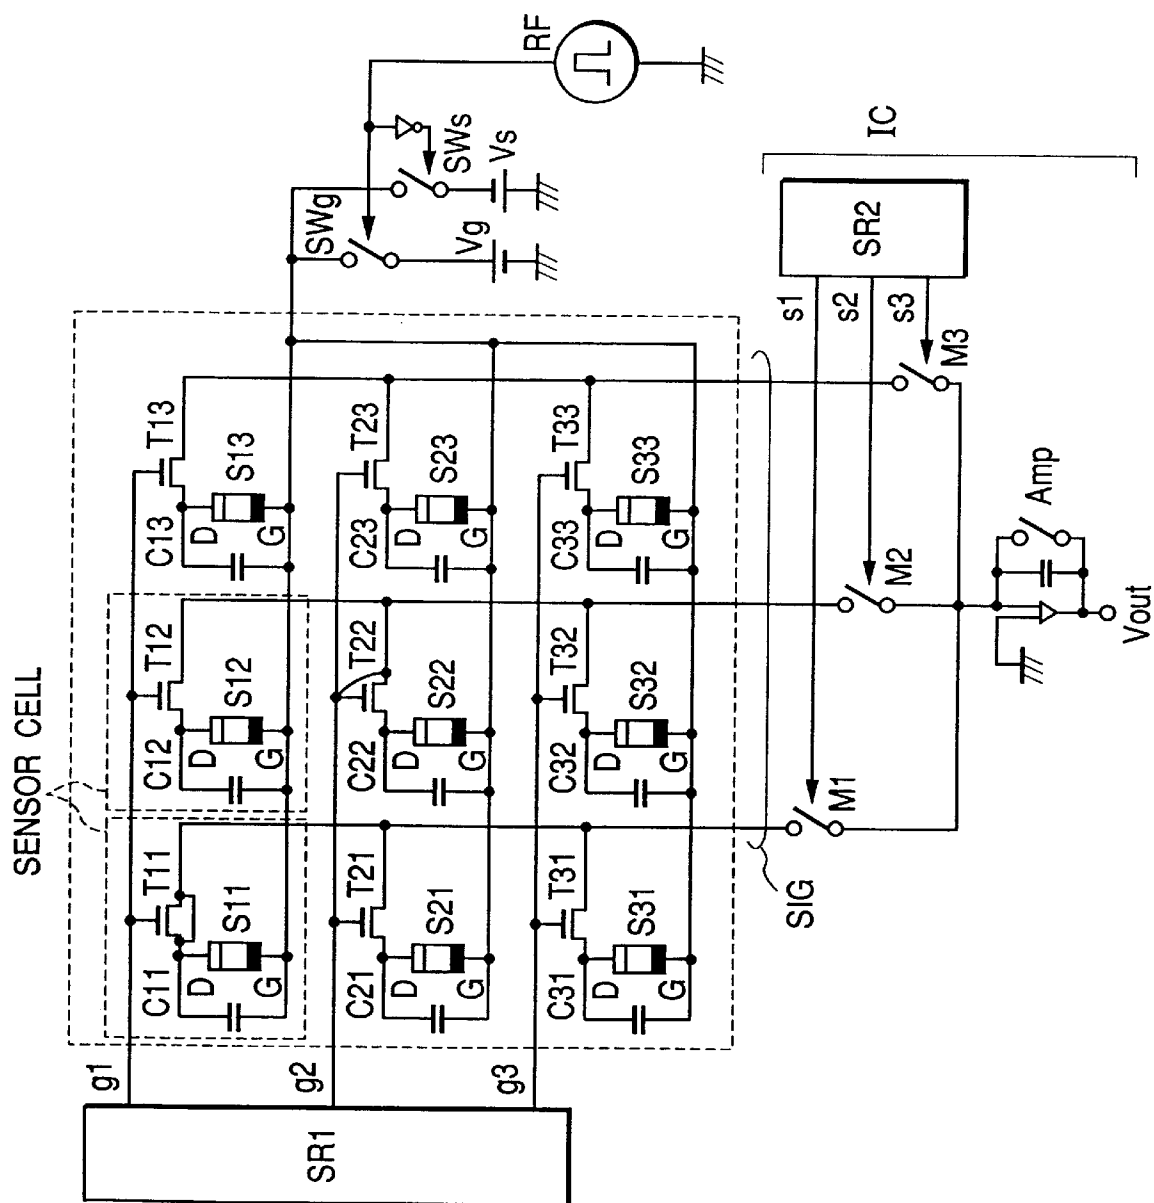 SENSOR CELL
SR1
g1
g2
g3
C11
T11
D
S11
G
C12
T12
D
S12
G
C13
T13
D
S13
G
C21
T21
D
S21
G
C22
T22
D
S22
G
C23
T23
D
S23
G
C31
T31
D
S31
G
C32
T32
D
S32
G
C33
T33
D
S33
G
SWg
Vg
SWs
Vs
RF
SIG
M1
M2
M3
s1
s2
s3
SR2
IC
Amp
Vout